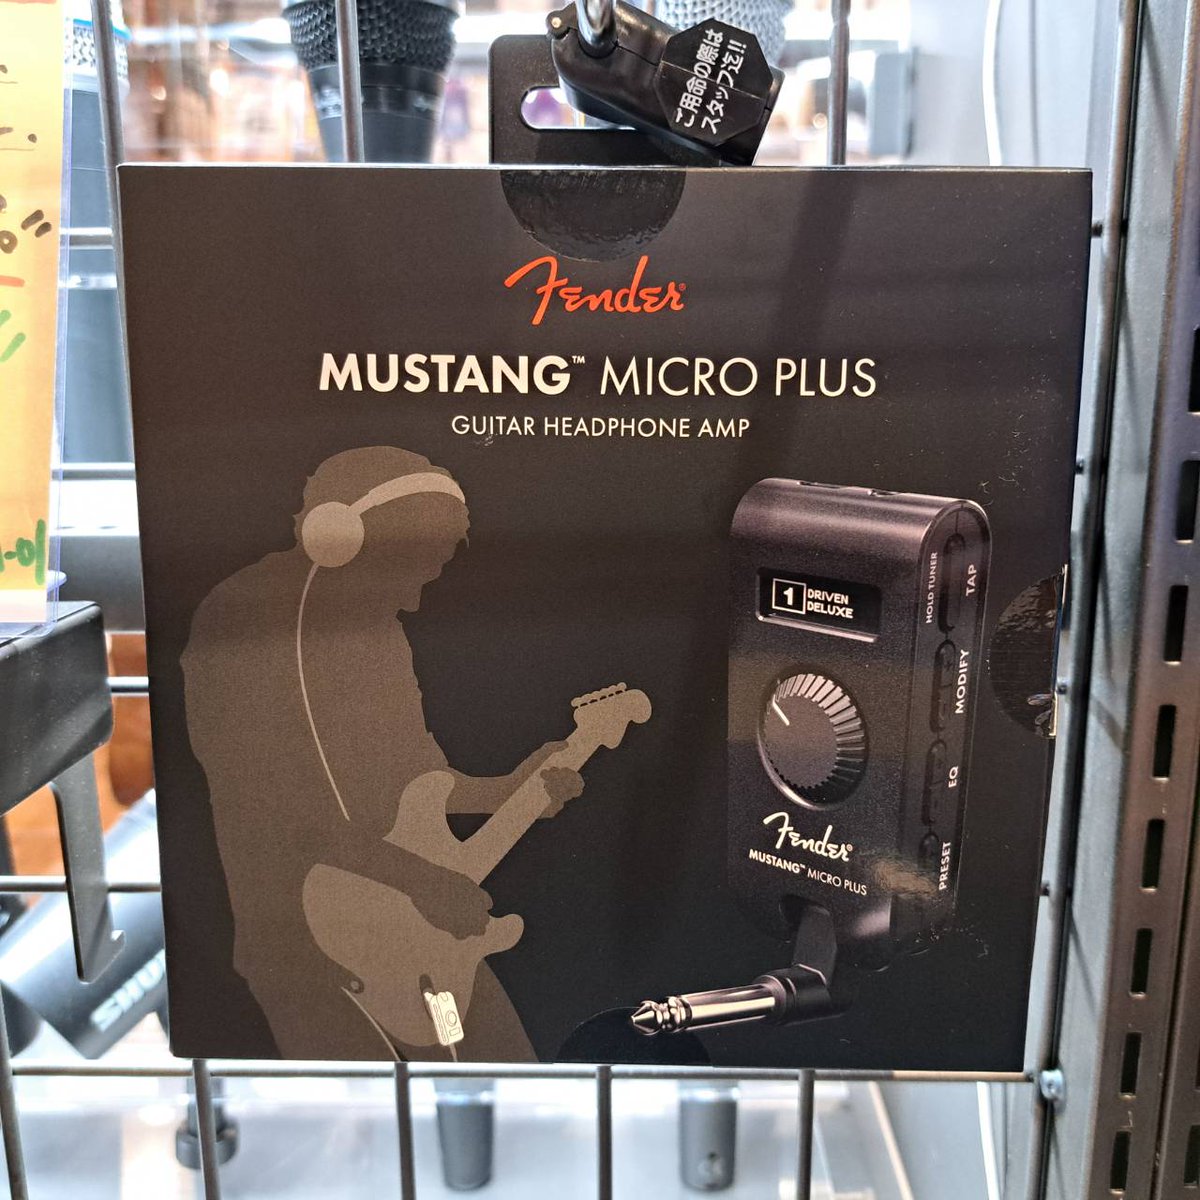 ご用命の際は
スタッフ迄!!
Fender®
MUSTANG™ MICRO PLUS
GUITAR HEADPHONE AMP
1 DRIVEN
DELUXE
HOLD TUNER
TAP
MODIFY
EQ
PRESET
Fender®
MUSTANG™ MICRO PLUS
SHURE